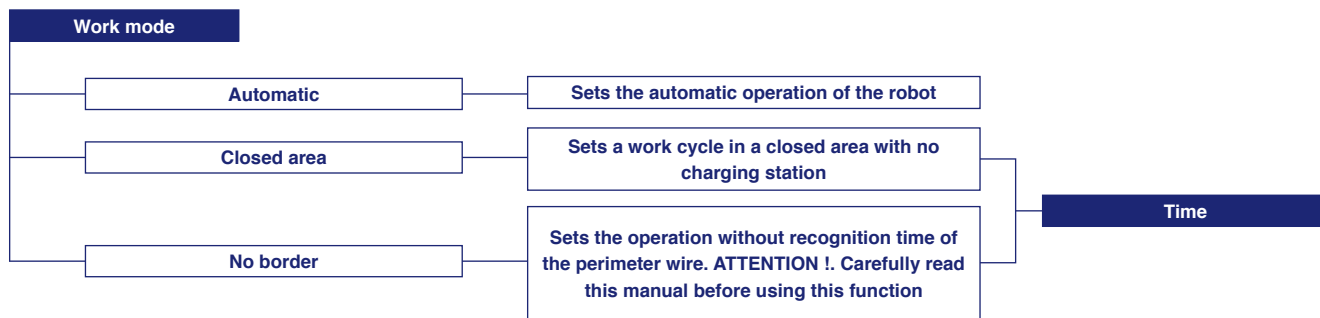 Work mode
Automatic
Sets the automatic operation of the robot
Closed area
Sets a work cycle in a closed area with no
charging station
Time
No border
Sets the operation without recognition time of
the perimeter wire. ATTENTION !. Carefully read
this manual before using this function